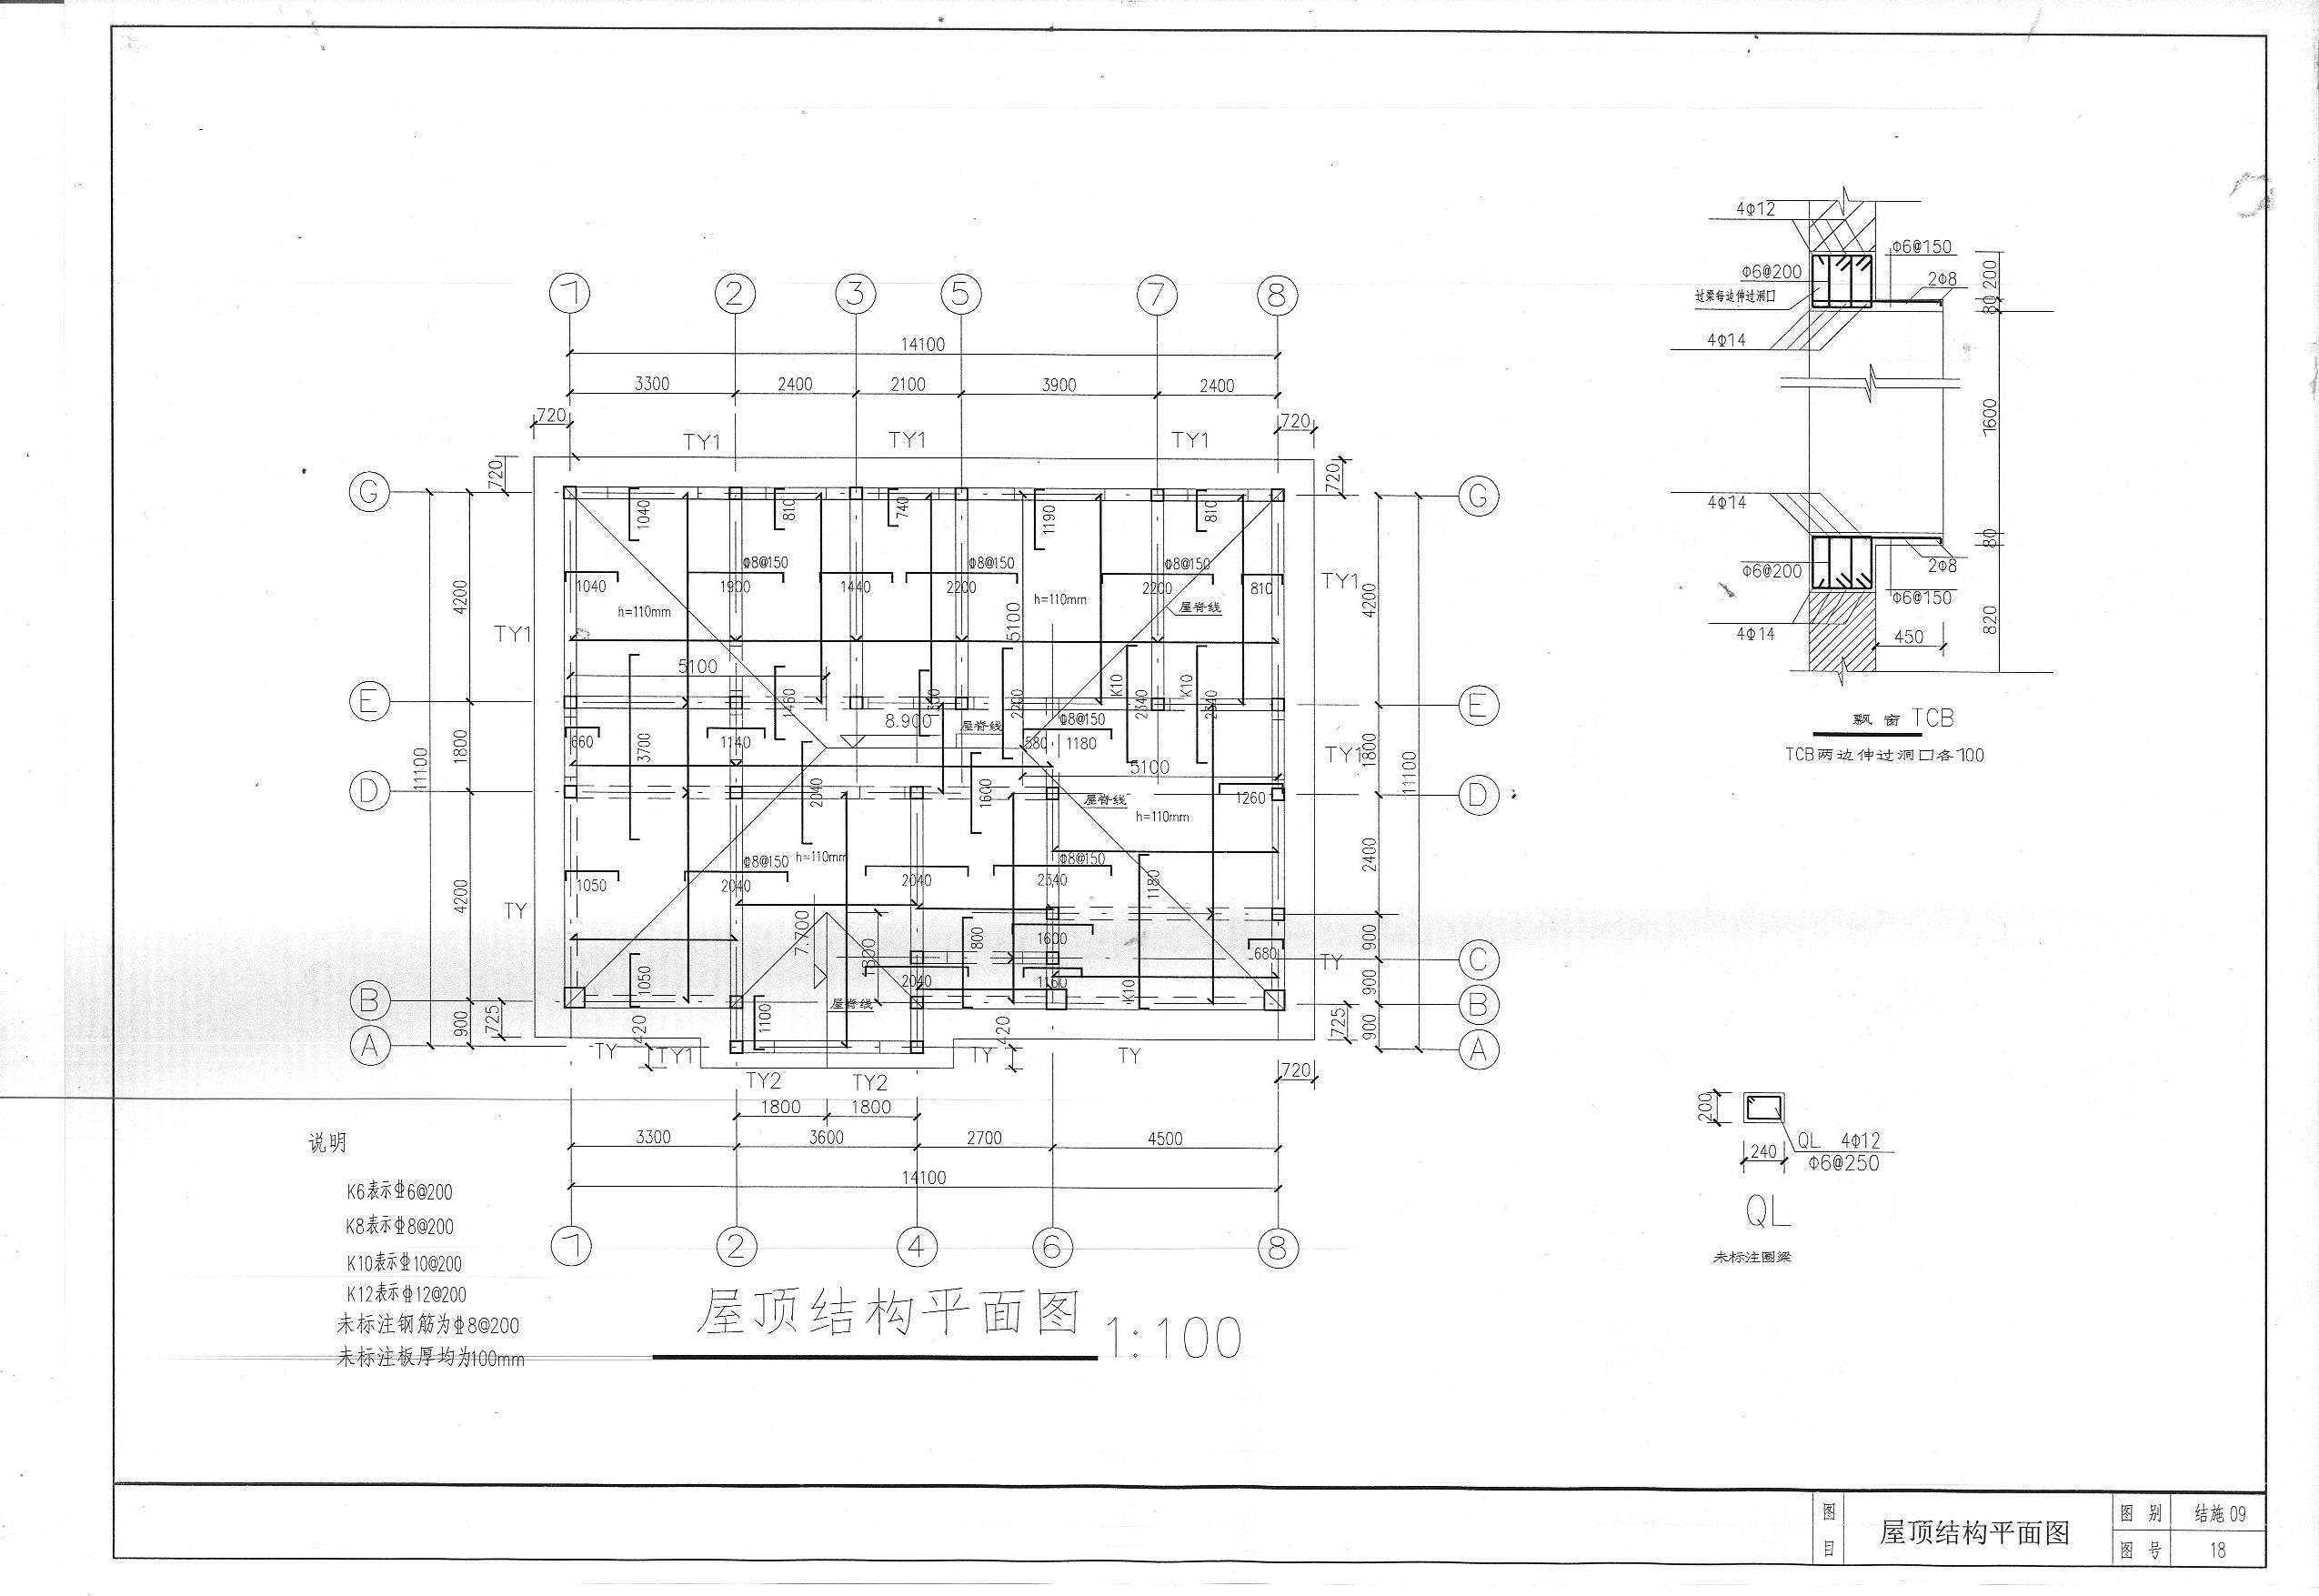 1 2 3 5 7 8
14100
3300 2400 2100 3900 2400
720 720
TY1 TY1 TY1
720 720
G G
1040 810 740 1190 810
Φ8@150 Φ8@150 Φ8@150
1040 1900 1440 2200 2200 810
h=110mm h=110mm 屋脊线
TY1 TY1
4200 5100 4200
5100
E E
1460 2200 K10 2340 K10 2340
8.900 屋脊线 Φ8@150
660 3700 1140 580 1180
TY1
11100 1800 5100 1800 11100
D D
2040 1600 屋脊线 1260
h=110mm
Φ8@150 h=110mm Φ8@150
1050 2040 2040 2340 1180
4200 2400
TY
7.700 1800 800 1600 680
900
C
TY
1050 2040 1160 K10
900
B B
屋脊线
1100
900 725 420 420 725 900
A A
TY TY1 TY TY
TY2 TY2
720
1800 1800
3300 3600 2700 4500
14100
1 2 4 6 8
屋顶结构平面图 1:100
说明
K6表示Φ6@200
K8表示Φ8@200
K10表示Φ10@200
K12表示Φ12@200
未标注钢筋为Φ8@200
未标注板厚均为100mm
4Φ12
Φ6@150
Φ6@200 2Φ8 200
过梁每边伸过洞口
80
4Φ14
1600
4Φ14
80
Φ6@200 2Φ8
Φ6@150
4Φ14 450 820
飘窗 TCB
TCB两边伸过洞口各100
200
QL 4Φ12
240 Φ6@250
QL
未标注圈梁
图目 屋顶结构平面图 图别 结施09
图号 18